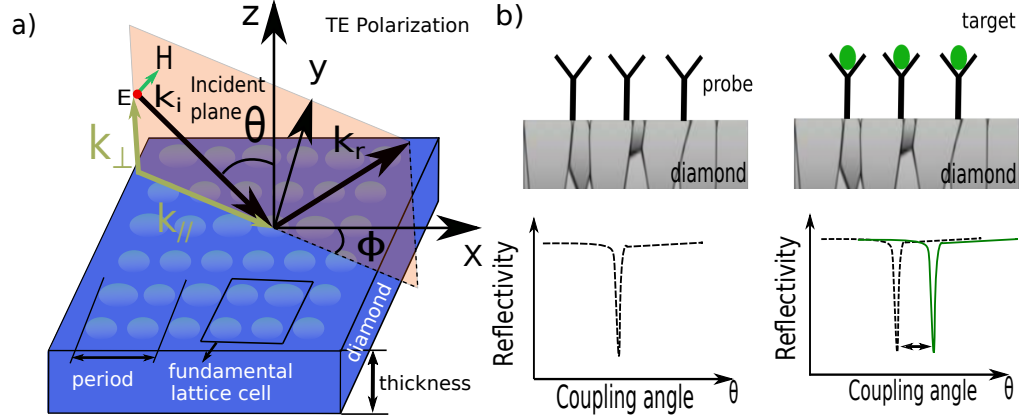 a)
TE Polarization
z
y
H
E
k_i
Incident
plane
θ
k_r
k_⊥
k_//
Φ
X
diamond
period
fundamental
lattice cell
thickness
b)
probe
diamond
target
diamond
Reflectivity
Coupling angle
θ
Reflectivity
Coupling angle
θ